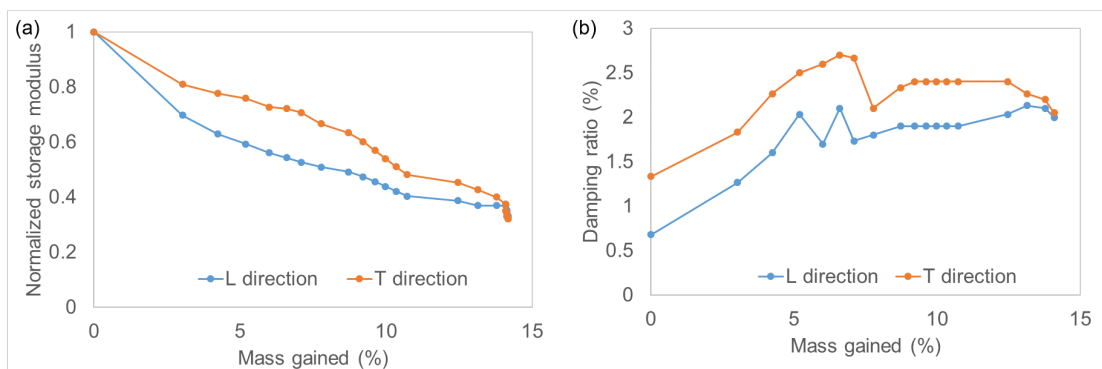 (a)
Normalized storage modulus
1
0.8
0.6
0.4
0.2
0
L direction
T direction
0
5
10
15
Mass gained (%)
(b)
Damping ratio (%)
3
2.5
2
1.5
1
0.5
0
L direction
T direction
0
5
10
15
Mass gained (%)